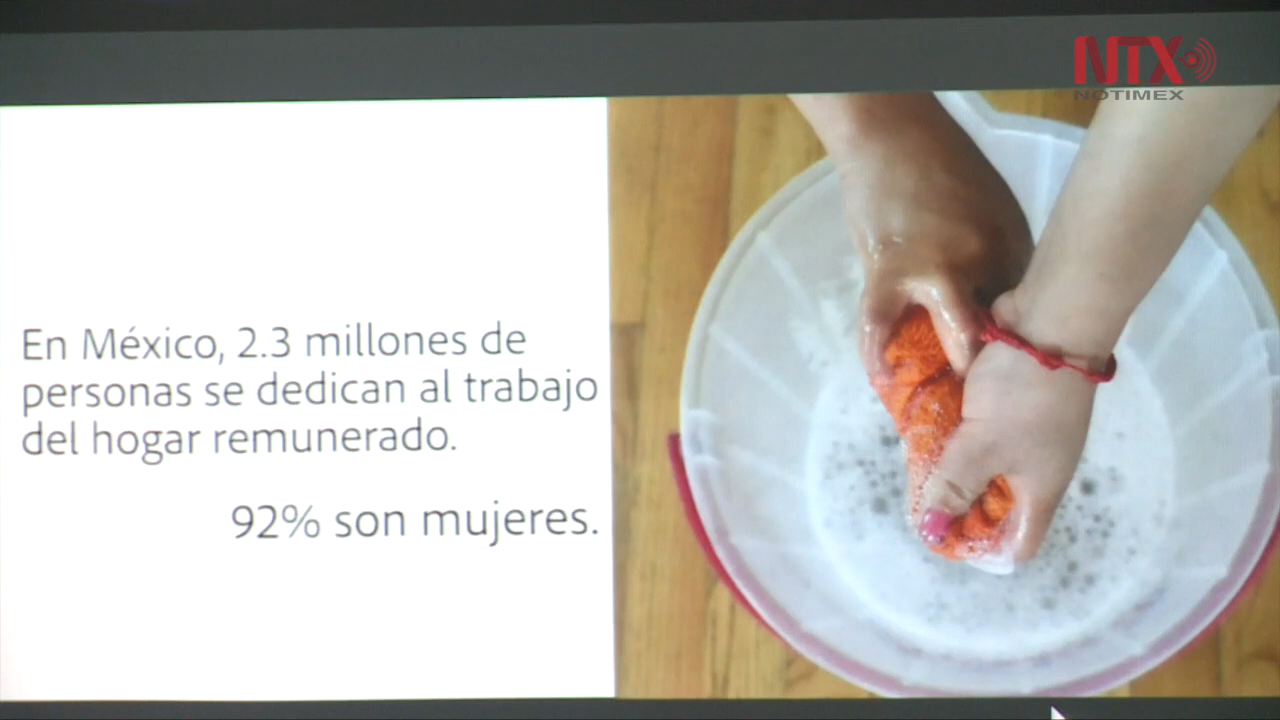 NTX
NOTIMEX
En México, 2.3 millones de
personas se dedican al trabajo
del hogar remunerado.
92% son mujeres.